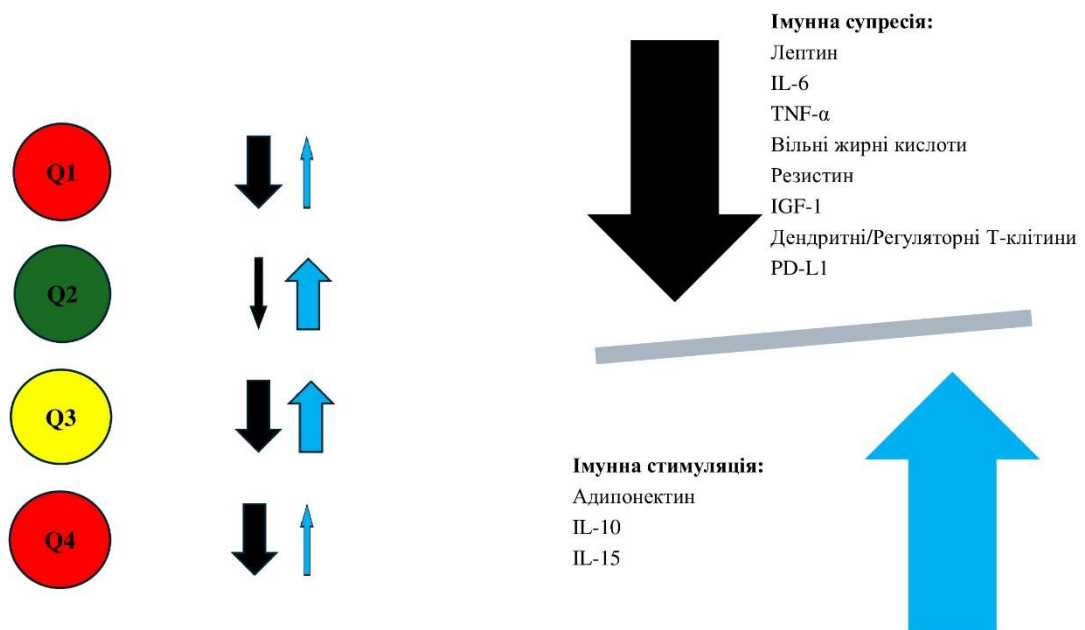 Q1
Q2
Q3
Q4
Імунна супресія:
Лептин
IL-6
TNF-α
Вільні жирні кислоти
Резистин
IGF-1
Дендритні/Регуляторні Т-клітини
PD-L1
Імунна стимуляція:
Адипонектин
IL-10
IL-15